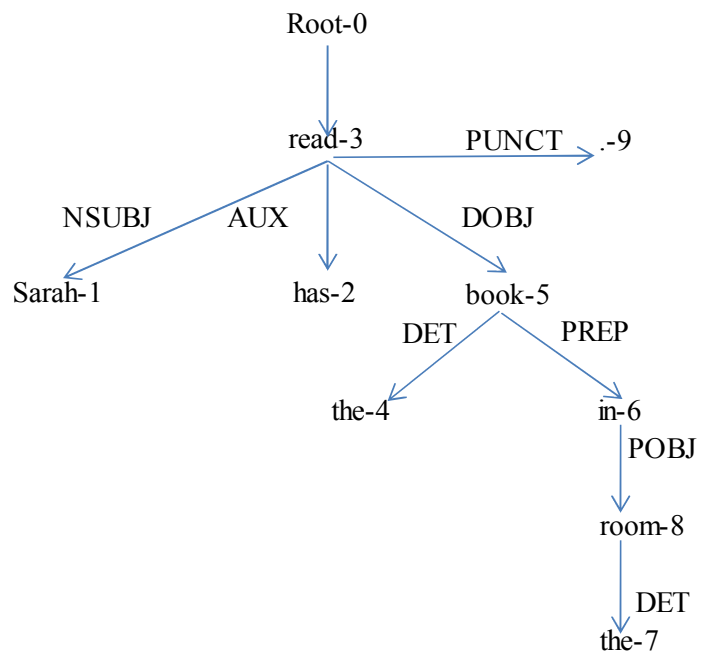 Root-0
read-3 PUNCT .-9
NSUBJ AUX DOBJ
Sarah-1 has-2 book-5
DET PREP
the-4 in-6
POBJ
room-8
DET
the-7